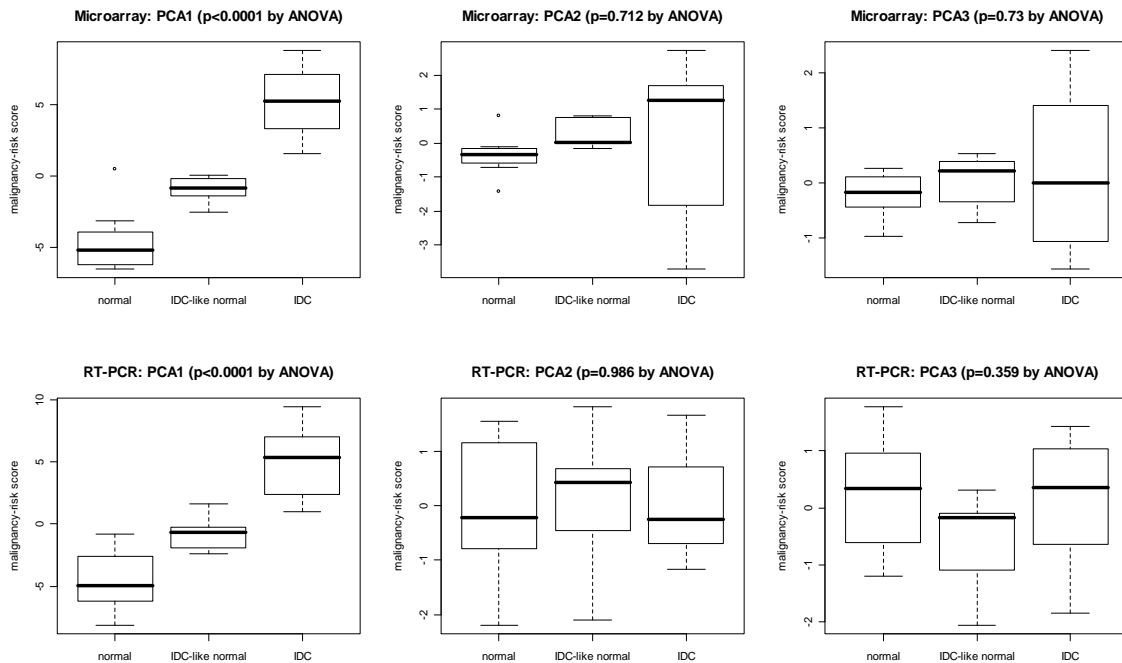 Microarray: PCA1 (p<0.0001 by ANOVA)
malignancy-risk score
5
0
-5
normal
IDC-like normal
IDC
Microarray: PCA2 (p=0.712 by ANOVA)
malignancy-risk score
2
1
0
-1
-2
-3
normal
IDC-like normal
IDC
Microarray: PCA3 (p=0.73 by ANOVA)
malignancy-risk score
2
1
0
-1
normal
IDC-like normal
IDC
RT-PCR: PCA1 (p<0.0001 by ANOVA)
malignancy-risk score
10
5
0
-5
normal
IDC-like normal
IDC
RT-PCR: PCA2 (p=0.986 by ANOVA)
malignancy-risk score
1
0
-1
-2
normal
IDC-like normal
IDC
RT-PCR: PCA3 (p=0.359 by ANOVA)
malignancy-risk score
1
0
-1
-2
normal
IDC-like normal
IDC